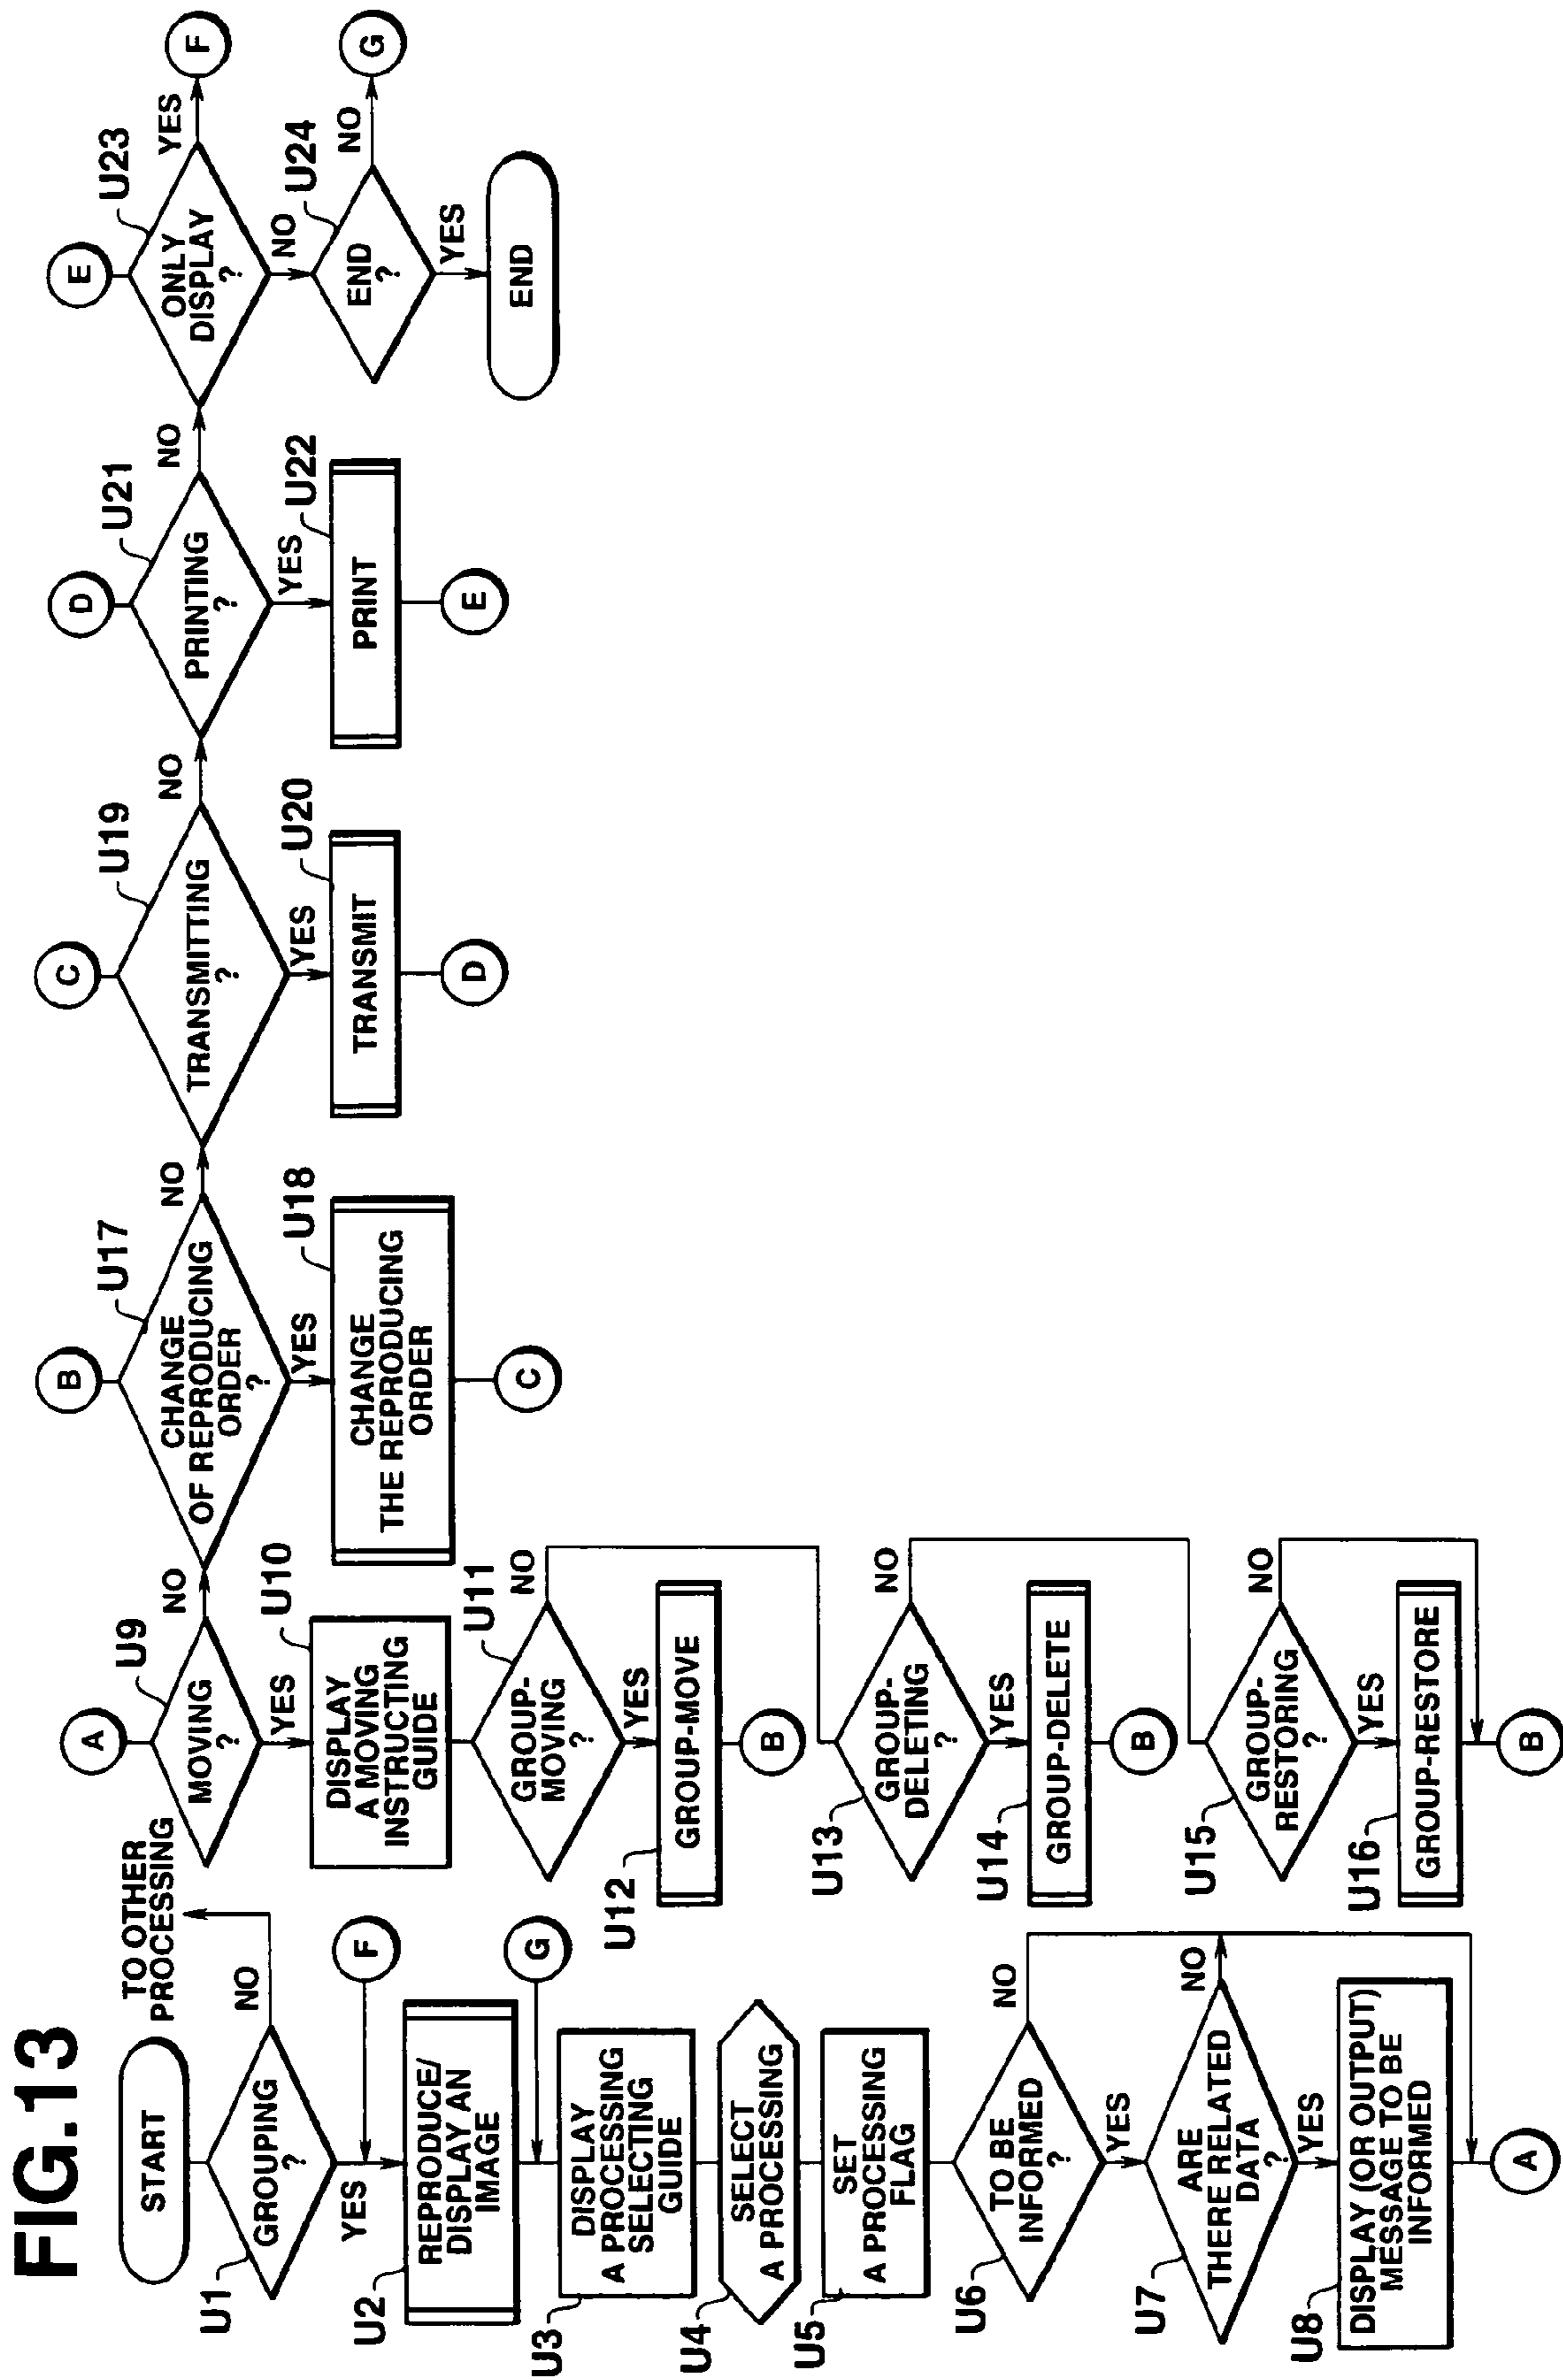 FIG.13
START
U1
GROUPING
?
NO
TO OTHER
PROCESSING
YES
F
U2
REPRODUCE/
DISPLAY AN
IMAGE
G
U3
DISPLAY
A PROCESSING
SELECTING
GUIDE
U4
SELECT
A PROCESSING
U5
SET
A PROCESSING
FLAG
U6
TO BE
INFORMED
?
NO
YES
U7
ARE
THERE RELATED
DATA
?
NO
YES
U8
DISPLAY (OR OUTPUT)
MESSAGE TO BE
INFORMED
A
A
U9
MOVING
?
NO
YES
U10
DISPLAY
A MOVING
INSTRUCTING
GUIDE
U11
GROUP-
MOVING
?
NO
YES
U12
GROUP-MOVE
B
U13
GROUP-
DELETING
?
NO
YES
U14
GROUP-DELETE
B
U15
GROUP-
RESTORING
?
NO
YES
U16
GROUP-RESTORE
B
B
U17
CHANGE
OF REPRODUCING
ORDER
?
NO
YES
U18
CHANGE
THE REPRODUCING
ORDER
C
C
U19
TRANSMITTING
?
NO
YES
U20
TRANSMIT
D
D
U21
PRINTING
?
NO
YES
U22
PRINT
E
E
U23
ONLY
DISPLAY
?
YES
F
NO
U24
END
?
NO
G
YES
END